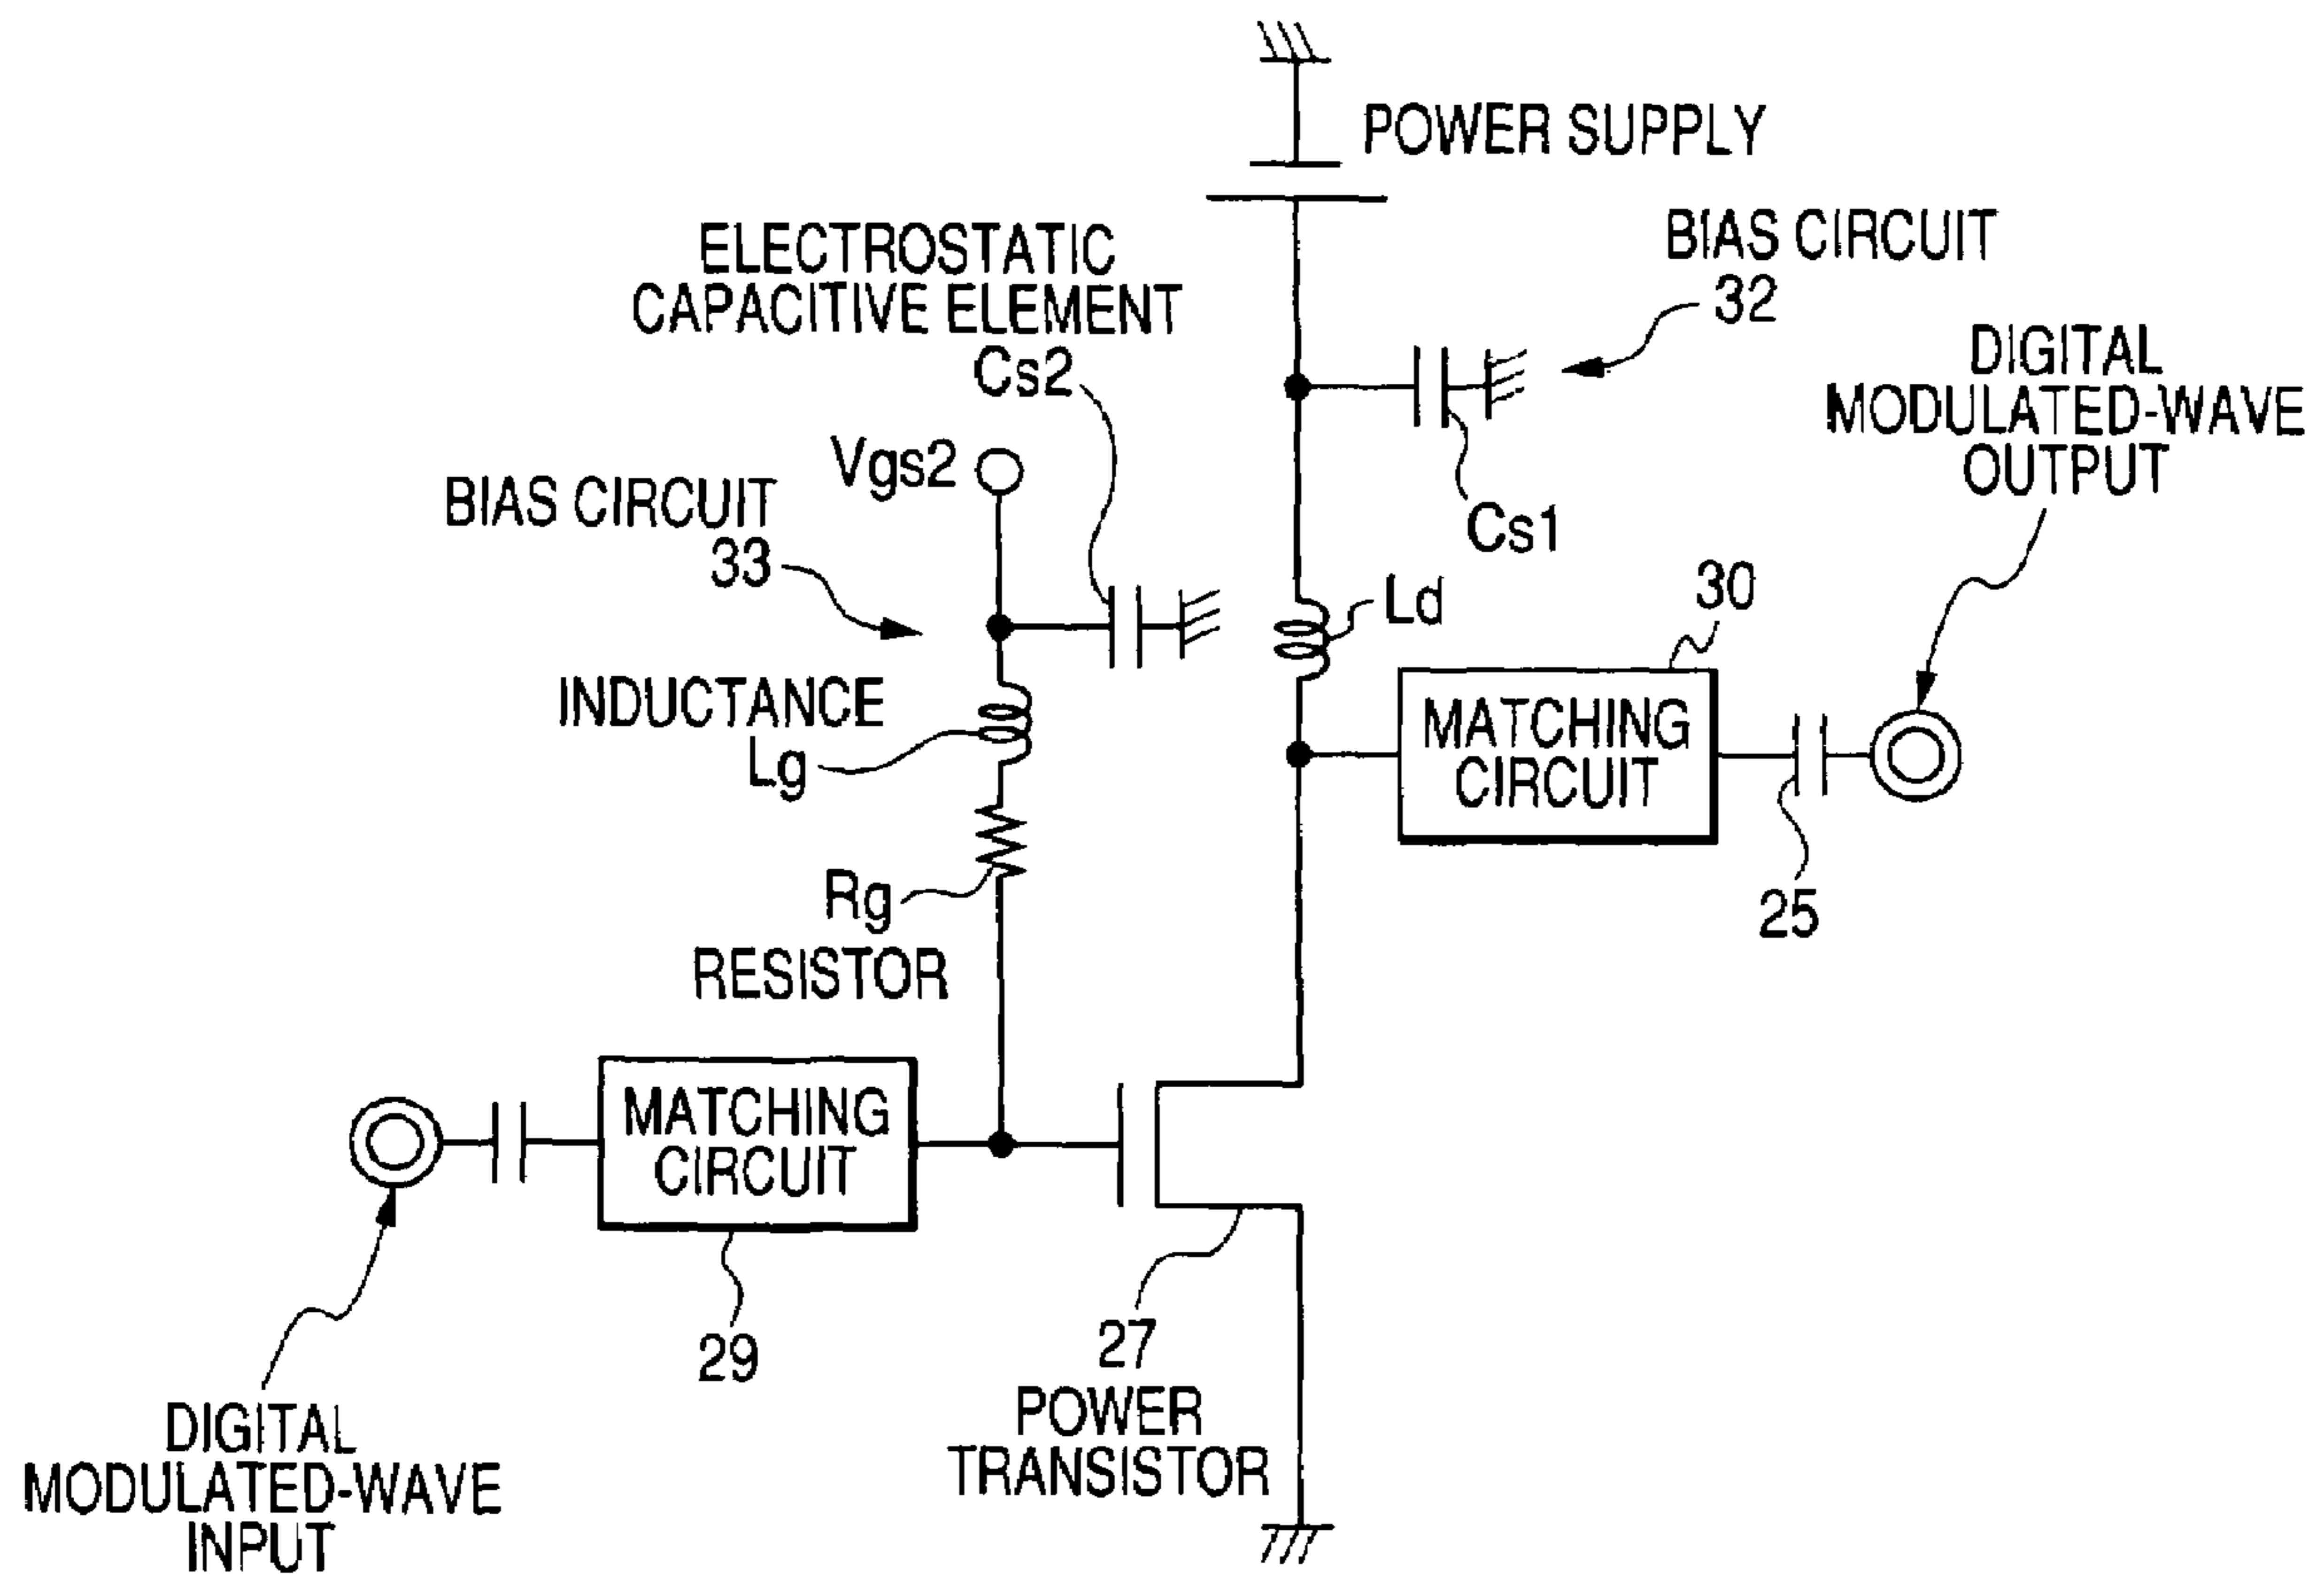 POWER SUPPLY
BIAS CIRCUIT
32
ELECTROSTATIC
CAPACITIVE ELEMENT
Cs2
DIGITAL
MODULATED-WAVE
OUTPUT
Vgs2
BIAS CIRCUIT
33
Cs1
Ld
30
INDUCTANCE
Lg
MATCHING
CIRCUIT
Rg
RESISTOR
25
MATCHING
CIRCUIT
29
27
POWER
TRANSISTOR
DIGITAL
MODULATED-WAVE
INPUT